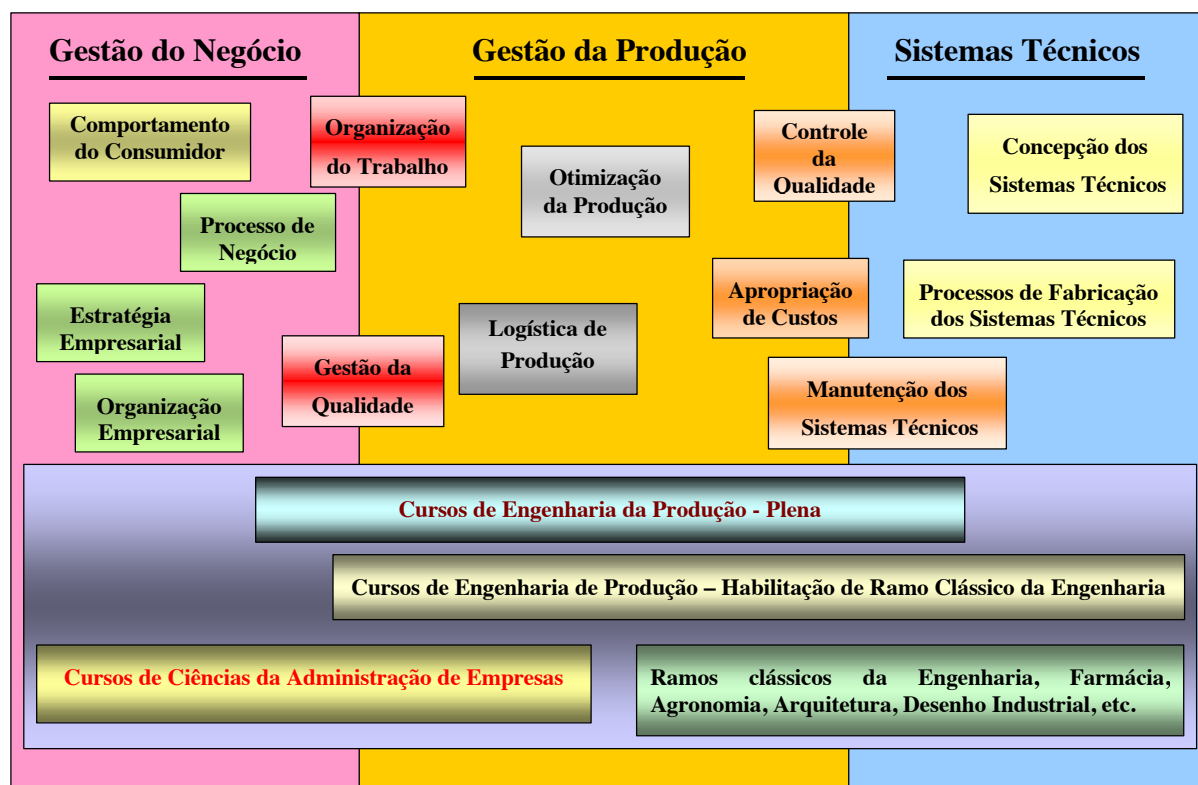 Gestão do Negócio
Gestão da Produção
Sistemas Técnicos
Comportamento
do Consumidor
Organização
do Trabalho
Processo de
Negócio
Estratégia
Empresarial
Gestão da
Qualidade
Organização
Empresarial
Otimização
da Produção
Logística de
Produção
Controle
da
Qualidade
Apropriação
de Custos
Manutenção dos
Sistemas Técnicos
Concepção dos
Sistemas Técnicos
Processos de Fabricação
dos Sistemas Técnicos
Cursos de Engenharia da Produção - Plena
Cursos de Engenharia de Produção – Habilitação de Ramo Clássico da Engenharia
Cursos de Ciências da Administração de Empresas
Ramos clássicos da Engenharia, Farmácia,
Agronomia, Arquitetura, Desenho Industrial, etc.